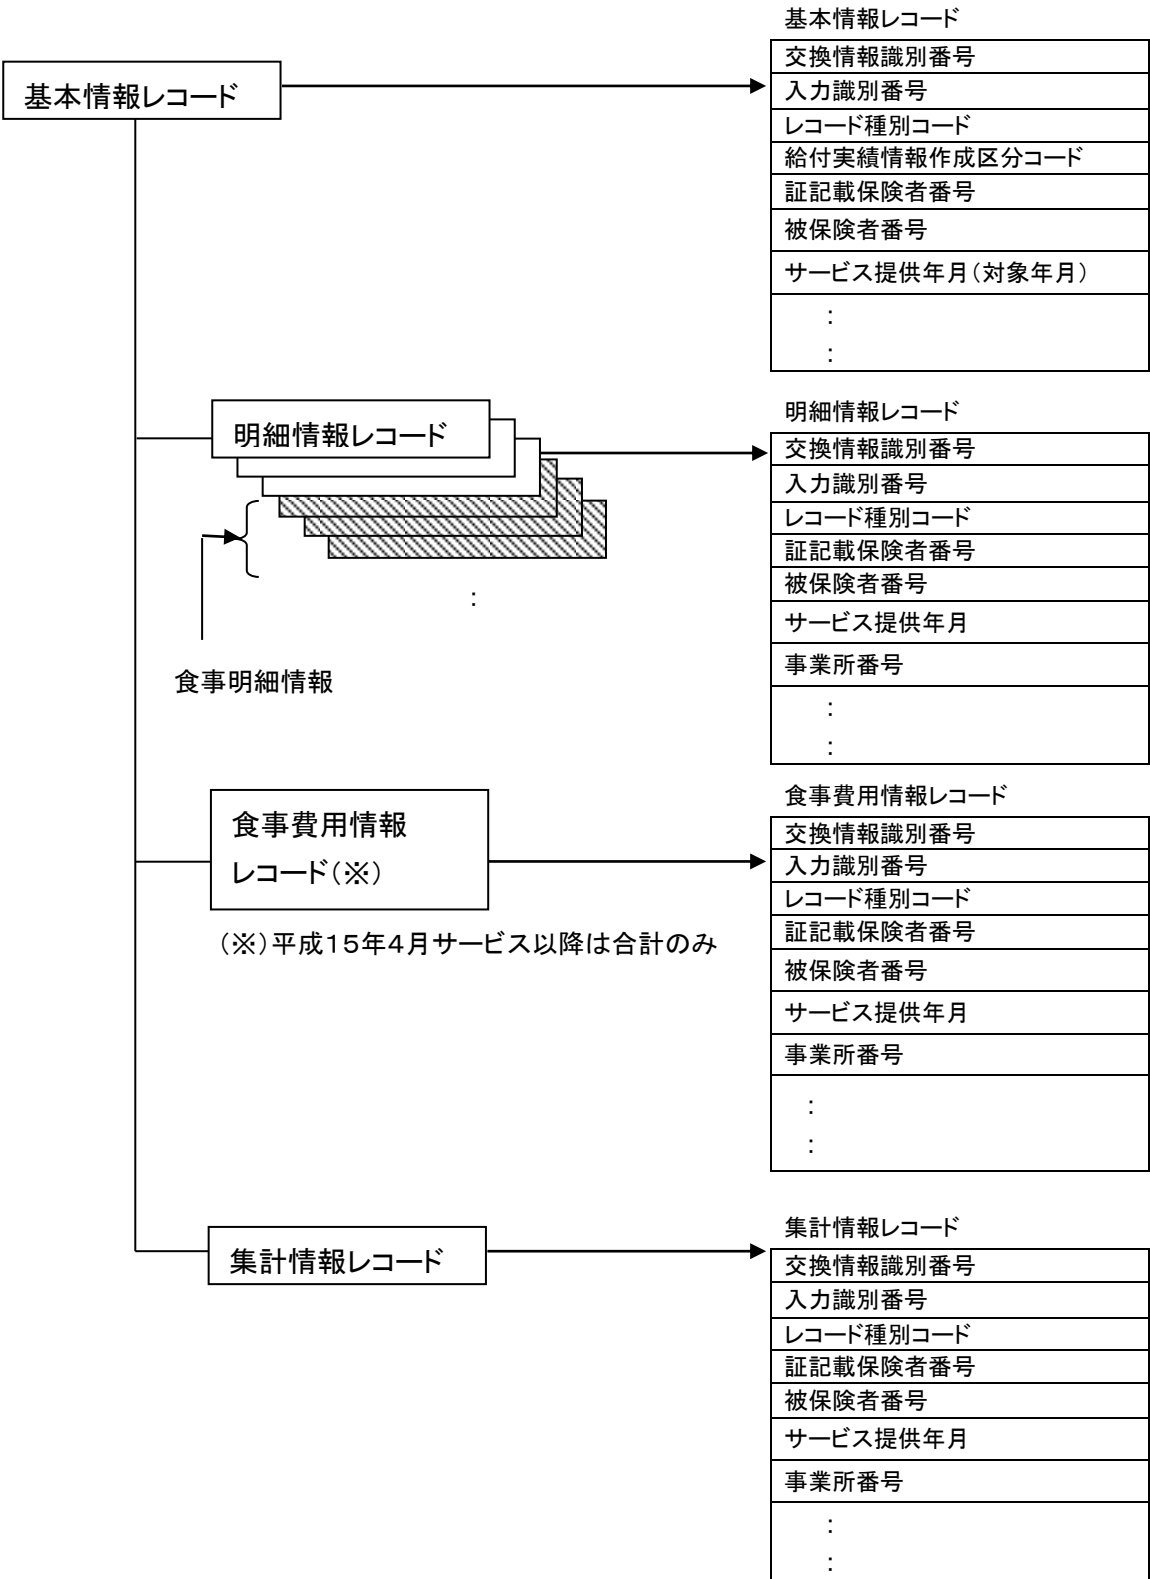 基本情報レコード
基本情報レコード
交換情報識別番号
入力識別番号
レコード種別コード
給付実績情報作成区分コード
証記載保険者番号
被保険者番号
サービス提供年月(対象年月)
:
:
明細情報レコード
:
食事明細情報
明細情報レコード
交換情報識別番号
入力識別番号
レコード種別コード
証記載保険者番号
被保険者番号
サービス提供年月
事業所番号
:
:
食事費用情報
レコード(※)
(※)平成15年4月サービス以降は合計のみ
食事費用情報レコード
交換情報識別番号
入力識別番号
レコード種別コード
証記載保険者番号
被保険者番号
サービス提供年月
事業所番号
:
:
集計情報レコード
集計情報レコード
交換情報識別番号
入力識別番号
レコード種別コード
証記載保険者番号
被保険者番号
サービス提供年月
事業所番号
:
: